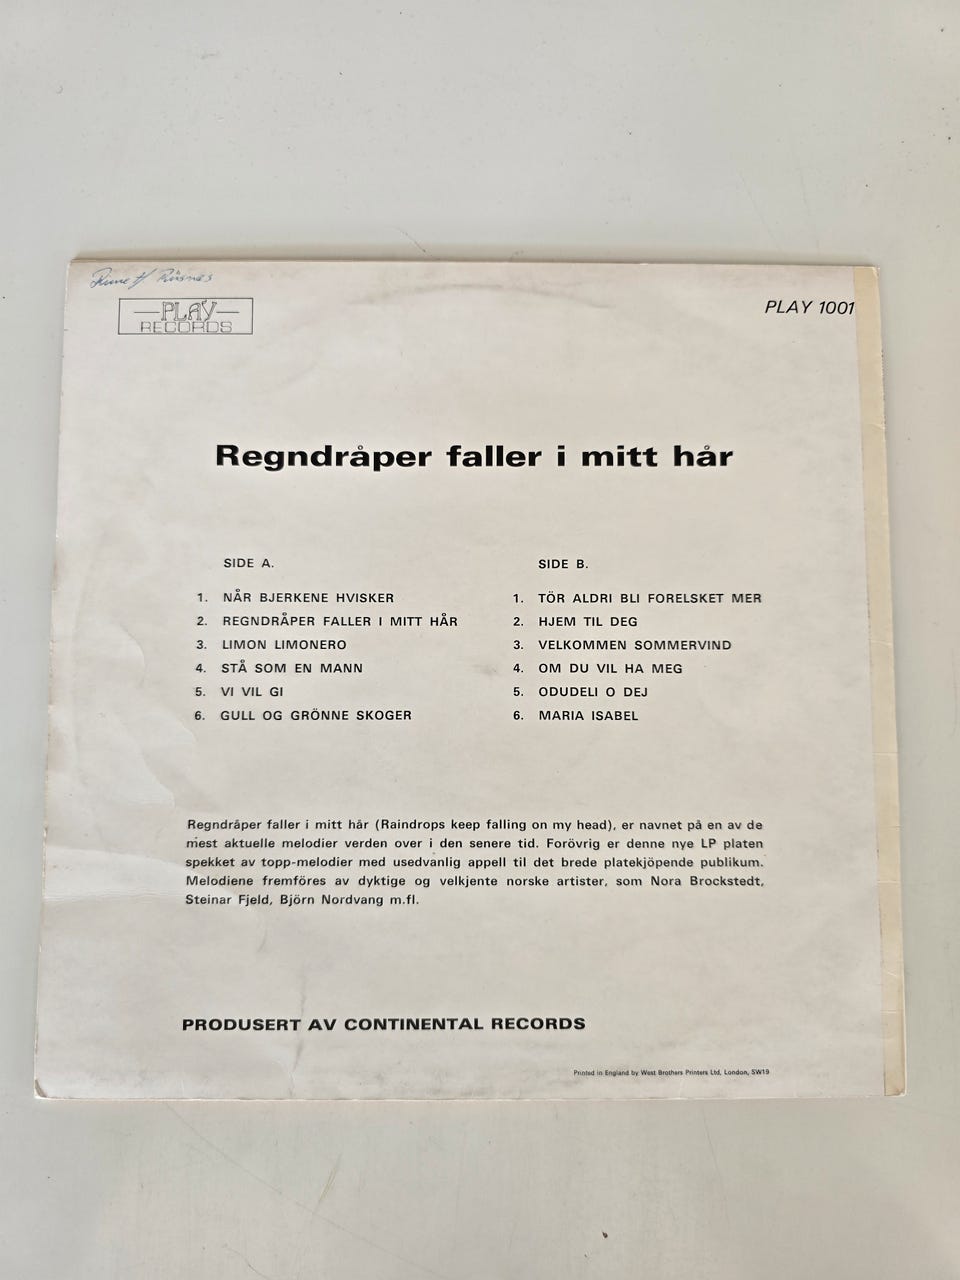 PLAY
RECORDS
PLAY 1001
Regndråper faller i mitt hår
SIDE A.
1. NÅR BJERKENE HVISKER
2. REGNDRÅPER FALLER I MITT HÅR
3. LIMON LIMONERO
4. STÅ SOM EN MANN
5. VI VIL GI
6. GULL OG GRÖNNE SKOGER
SIDE B.
1. TÖR ALDRI BLI FORELSKET MER
2. HJEM TIL DEG
3. VELKOMMEN SOMMERVIND
4. OM DU VIL HA MEG
5. ODUDELI O DEJ
6. MARIA ISABEL
Regndråper faller i mitt hår (Raindrops keep falling on my head), er navnet på en av de
mest aktuelle melodier verden over i den senere tid. Forövrig er denne nye LP platen
spekket av topp-melodier med usedvanlig appell til det brede platekjöpende publikum.
Melodiene fremföres av dyktige og velkjente norske artister, som Nora Brockstedt,
Steinar Fjeld, Björn Nordvang m.fl.
PRODUSERT AV CONTINENTAL RECORDS
Printed in England by West Brothers Printers Ltd, London, SW19